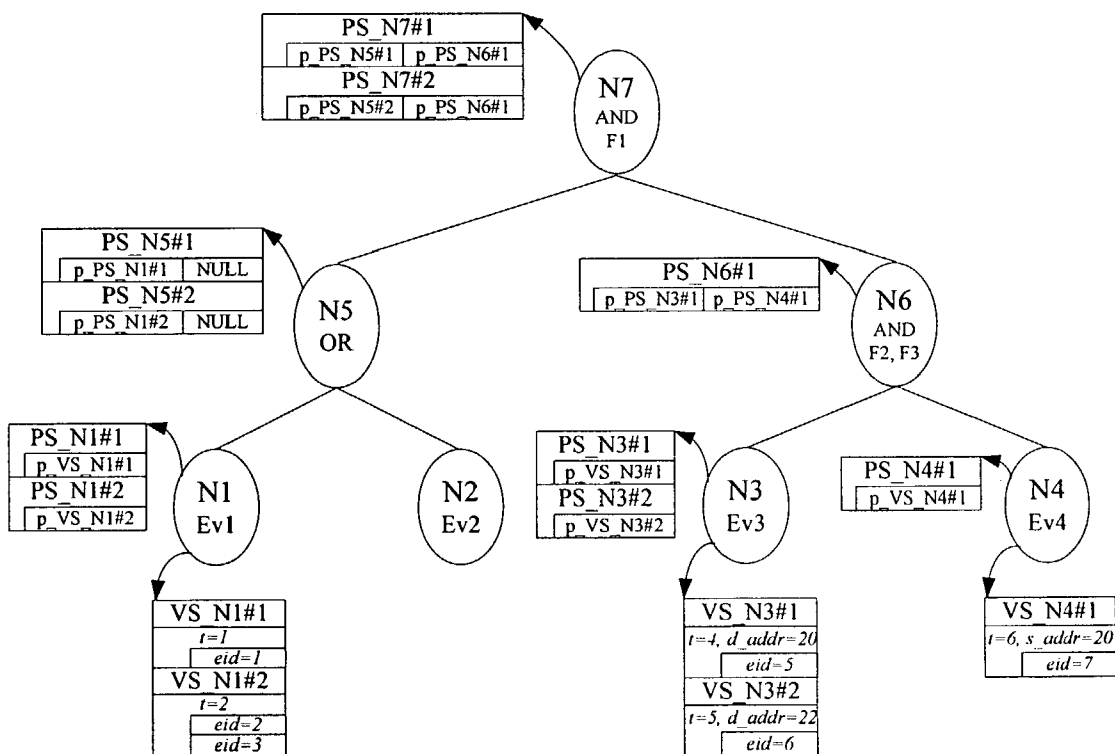 PS_N7#1
p_PS_N5#1 p_PS_N6#1
PS_N7#2
p_PS_N5#2 p_PS_N6#1
N7
AND
F1
PS_N5#1
p_PS_N1#1 NULL
PS_N5#2
p_PS_N1#2 NULL
N5
OR
PS_N6#1
p_PS_N3#1 p_PS_N4#1
N6
AND
F2, F3
PS_N1#1
p_VS_N1#1
PS_N1#2
p_VS_N1#2
N1
Ev1
N2
Ev2
PS_N3#1
p_VS_N3#1
PS_N3#2
p_VS_N3#2
N3
Ev3
PS_N4#1
p_VS_N4#1
N4
Ev4
VS_N1#1
t=1
eid=1
VS_N1#2
t=2
eid=2
eid=3
VS_N3#1
t=4, d_addr=20
eid=5
VS_N3#2
t=5, d_addr=22
eid=6
VS_N4#1
t=6, s_addr=20
eid=7